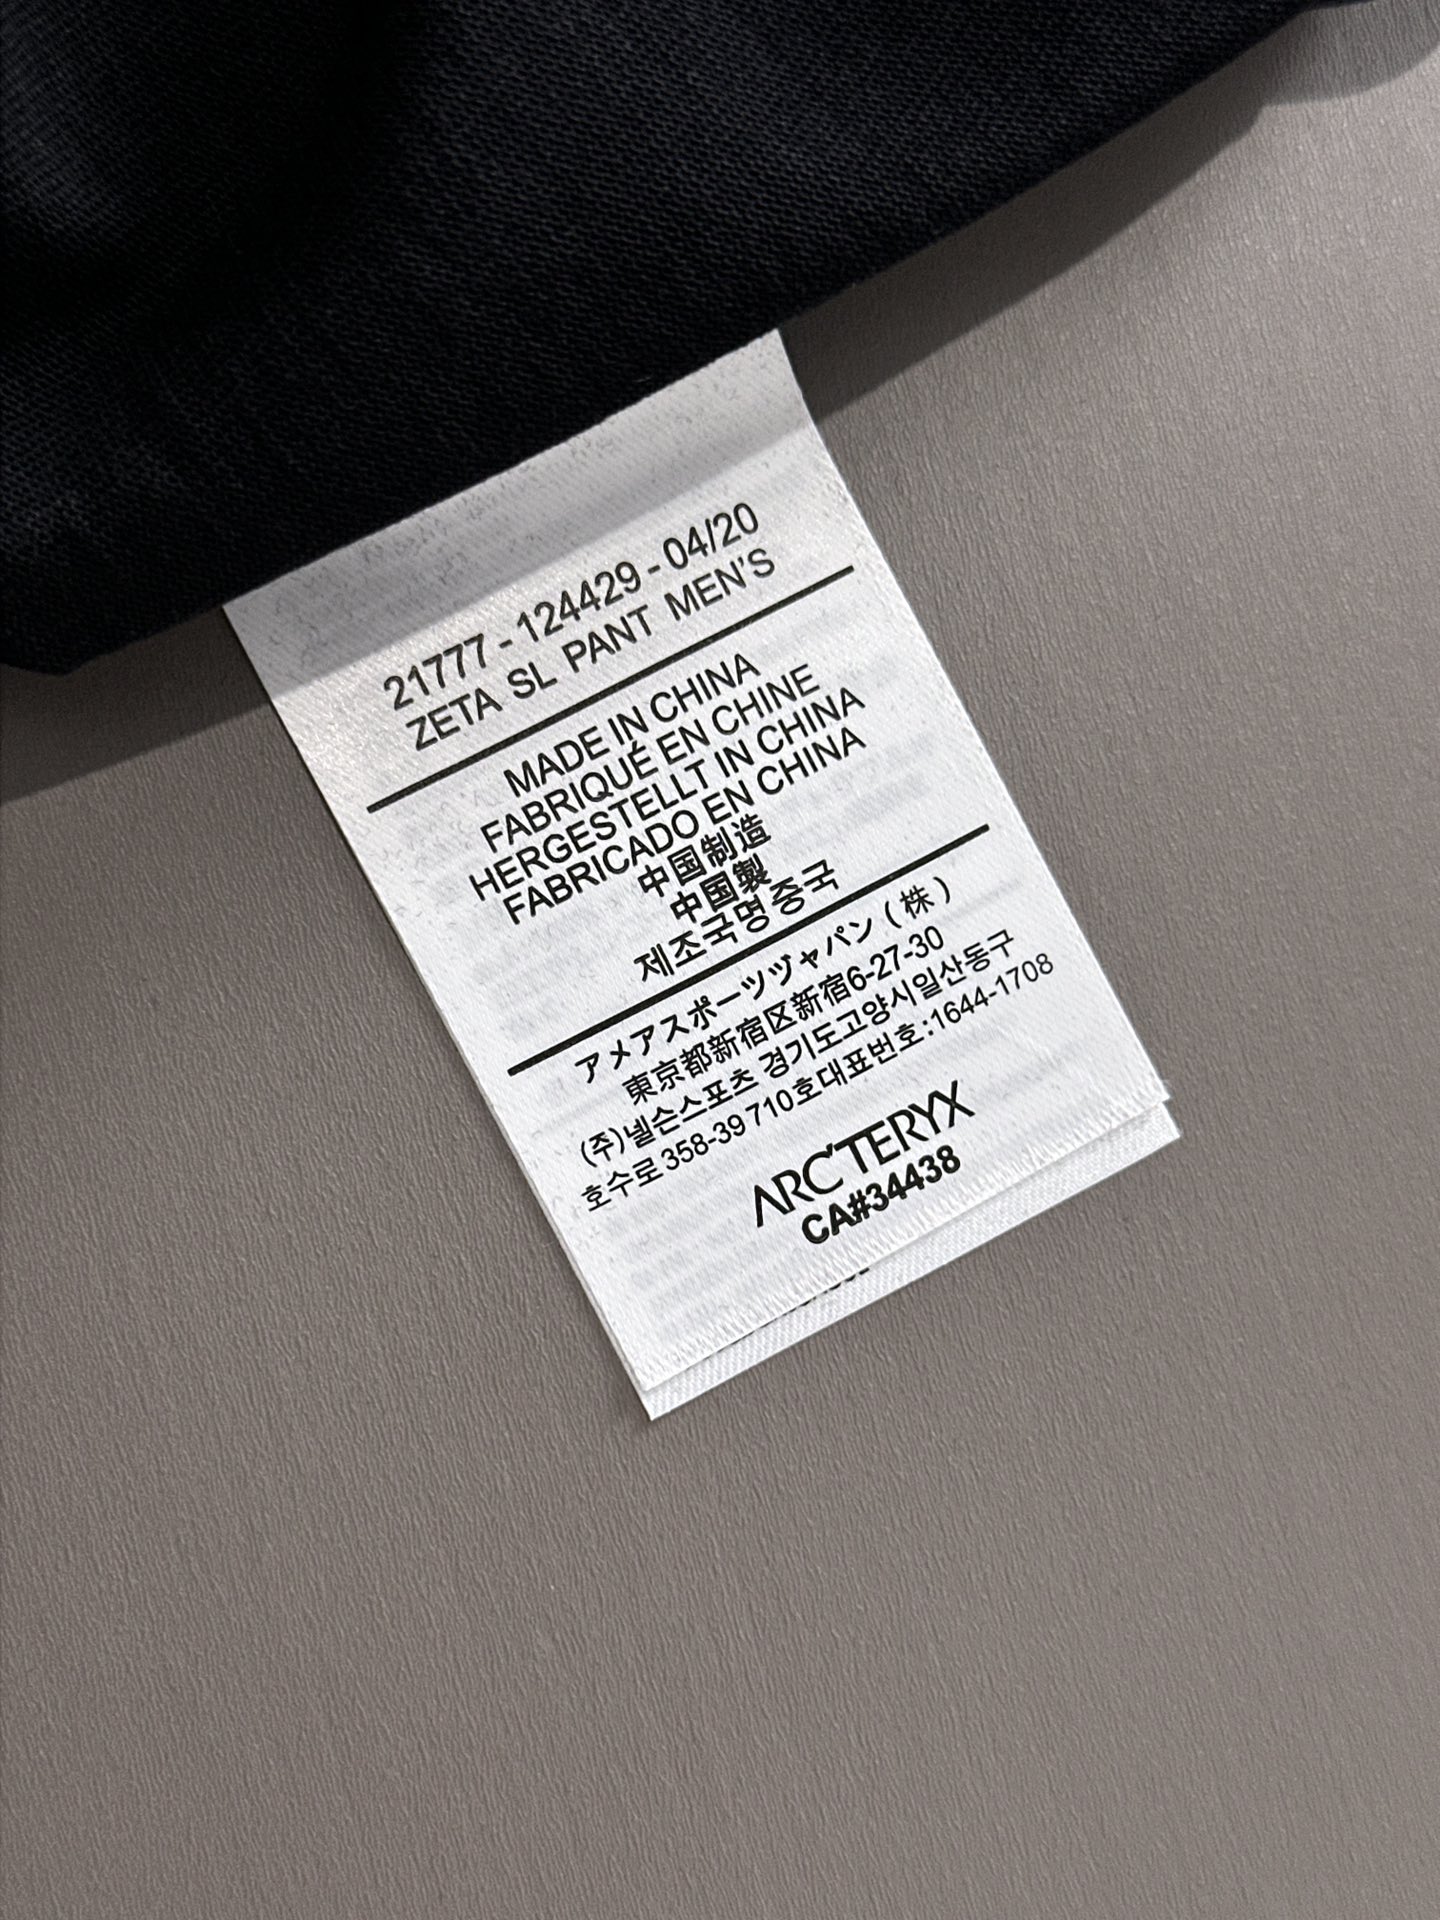 21777 - 124429 - 04/20
ZETA SL PANT MEN'S
MADE IN CHINA
FABRIQUÉ EN CHINE
HERGESTELLT IN CHINA
FABRICADO EN CHINA
中国制造
中国製
제조국명 중국
アメアスポーツヂャパン（株）
東京都新宿区新宿6-27-30
(주)넬슨스포츠 경기도고양시일산동구
호수로 358-39 710호대표번호:1644-1708
ARC'TERYX
CA#34438